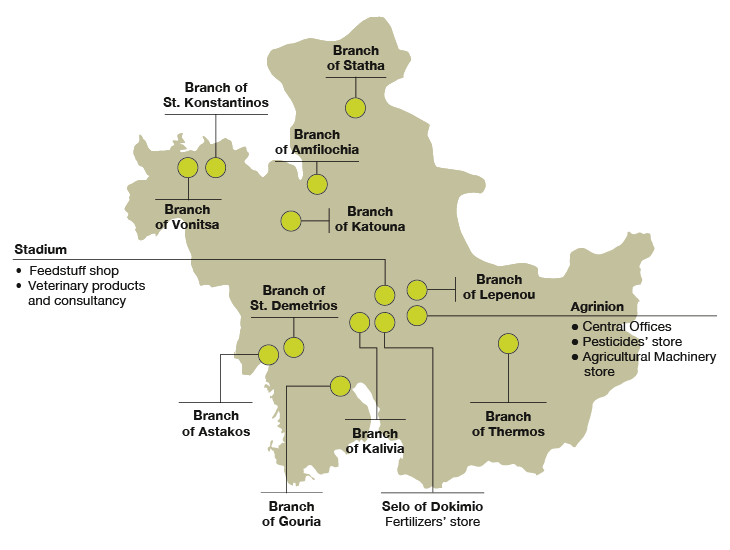 Branch
of Statha
Branch of
St. Konstantinos
Branch
of Amfilochia
Branch
of Vonitsa
Branch
of Katouna
Stadium
• Feedstuff shop
• Veterinary products
and consultancy
Branch of
St. Demetrios
Branch
of Lepenou
Agrinion
• Central Offices
• Pesticides’ store
• Agricultural Machinery
store
Branch
of Astakos
Branch
of Kalivia
Branch
of Thermos
Branch
of Gouria
Selo of Dokimio
Fertilizers’ store